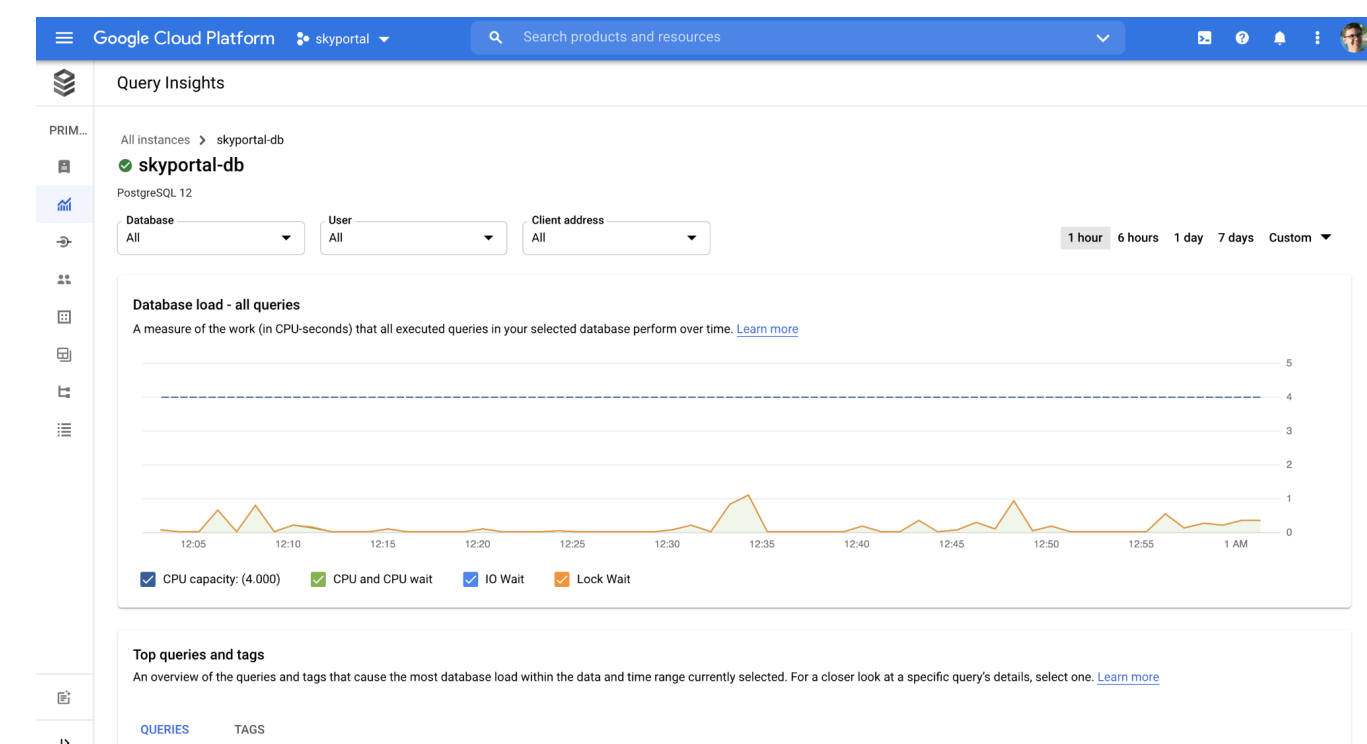 Google Cloud Platform skyportal Search products and resources
Query Insights
PRIM...
All instances > skyportal-db
skyportal-db
PostgreSQL 12
Database User Client address
All All All 1 hour 6 hours 1 day 7 days Custom
Database load - all queries
A measure of the work (in CPU-seconds) that all executed queries in your selected database perform over time. Learn more
5
4
3
2
1
0
12:05 12:10 12:15 12:20 12:25 12:30 12:35 12:40 12:45 12:50 12:55 1 AM
CPU capacity: (4.000) CPU and CPU wait IO Wait Lock Wait
Top queries and tags
An overview of the queries and tags that cause the most database load within the data and time range currently selected. For a closer look at a specific query's details, select one. Learn more
QUERIES TAGS